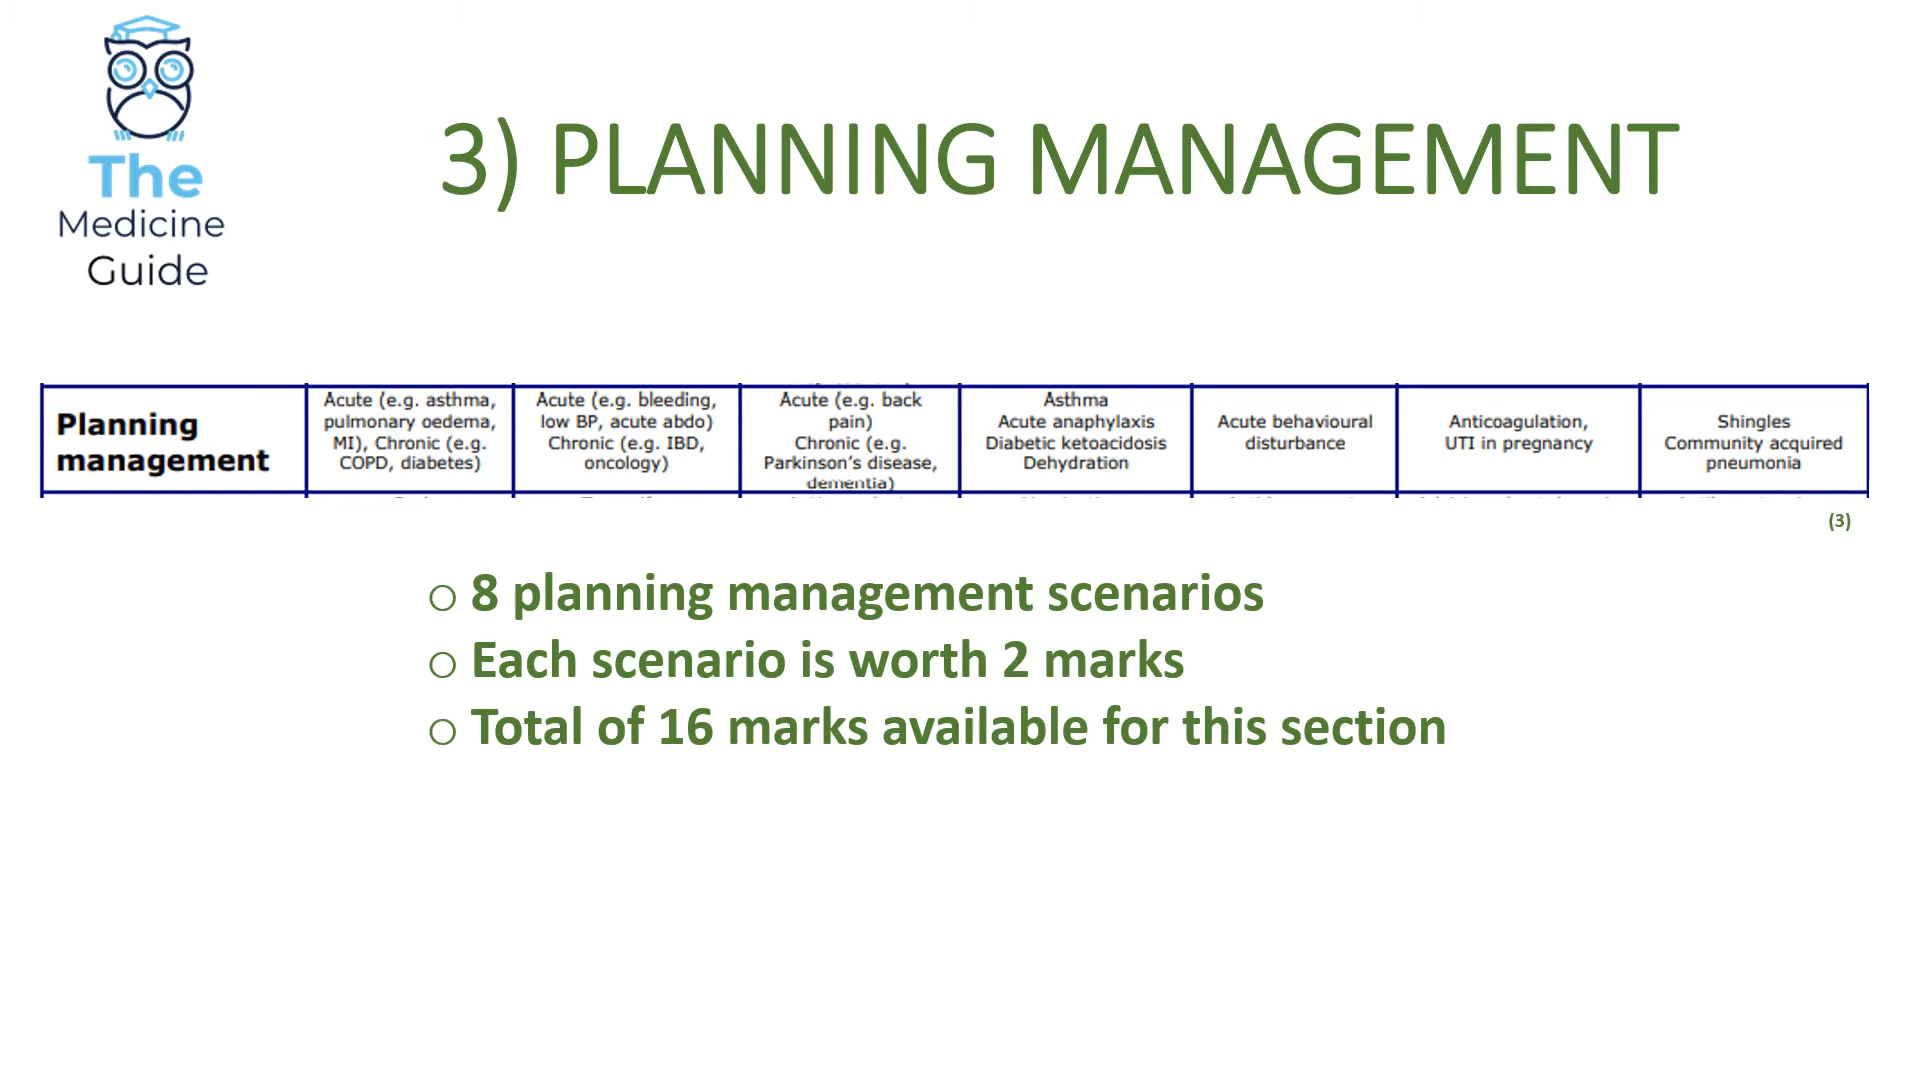 The
Medicine
Guide
3) PLANNING MANAGEMENT
Planning
management
Acute (e.g. asthma,
pulmonary oedema,
MI), Chronic (e.g.
COPD, diabetes)
Acute (e.g. bleeding,
low BP, acute abdo)
Chronic (e.g. IBD,
oncology)
Acute (e.g. back
pain)
Chronic (e.g.
Parkinson's disease,
dementia)
Asthma
Acute anaphylaxis
Diabetic ketoacidosis
Dehydration
Acute behavioural
disturbance
Anticoagulation,
UTI in pregnancy
Shingles
Community acquired
pneumonia
(3)
o 8 planning management scenarios
o Each scenario is worth 2 marks
o Total of 16 marks available for this section